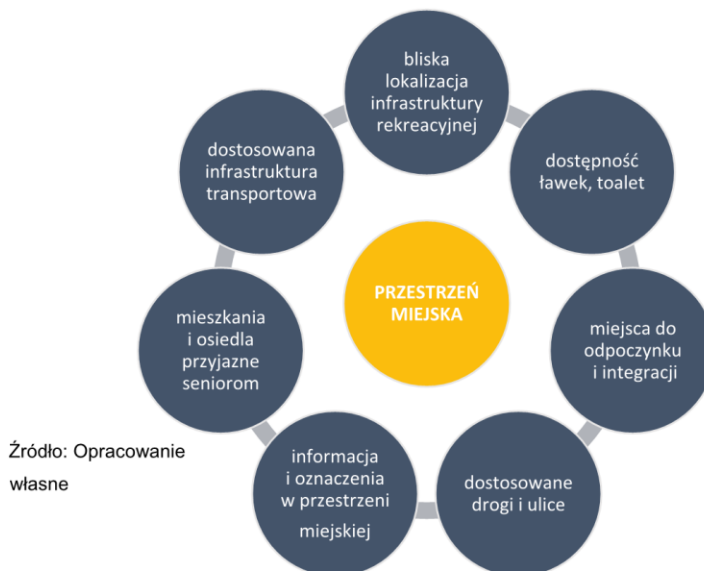 bliska
lokalizacja
infrastruktury
rekreacyjnej
dostępność
ławek, toalet
miejsca do
odpoczynku
i integracji
dostosowane
drogi i ulice
informacja
i oznaczenia
w przestrzeni
miejskiej
mieszkania
i osiedla
przyjazne
seniorom
dostosowana
infrastruktura
transportowa
PRZESTRZEŃ
MIEJSKA
Źródło: Opracowanie
własne